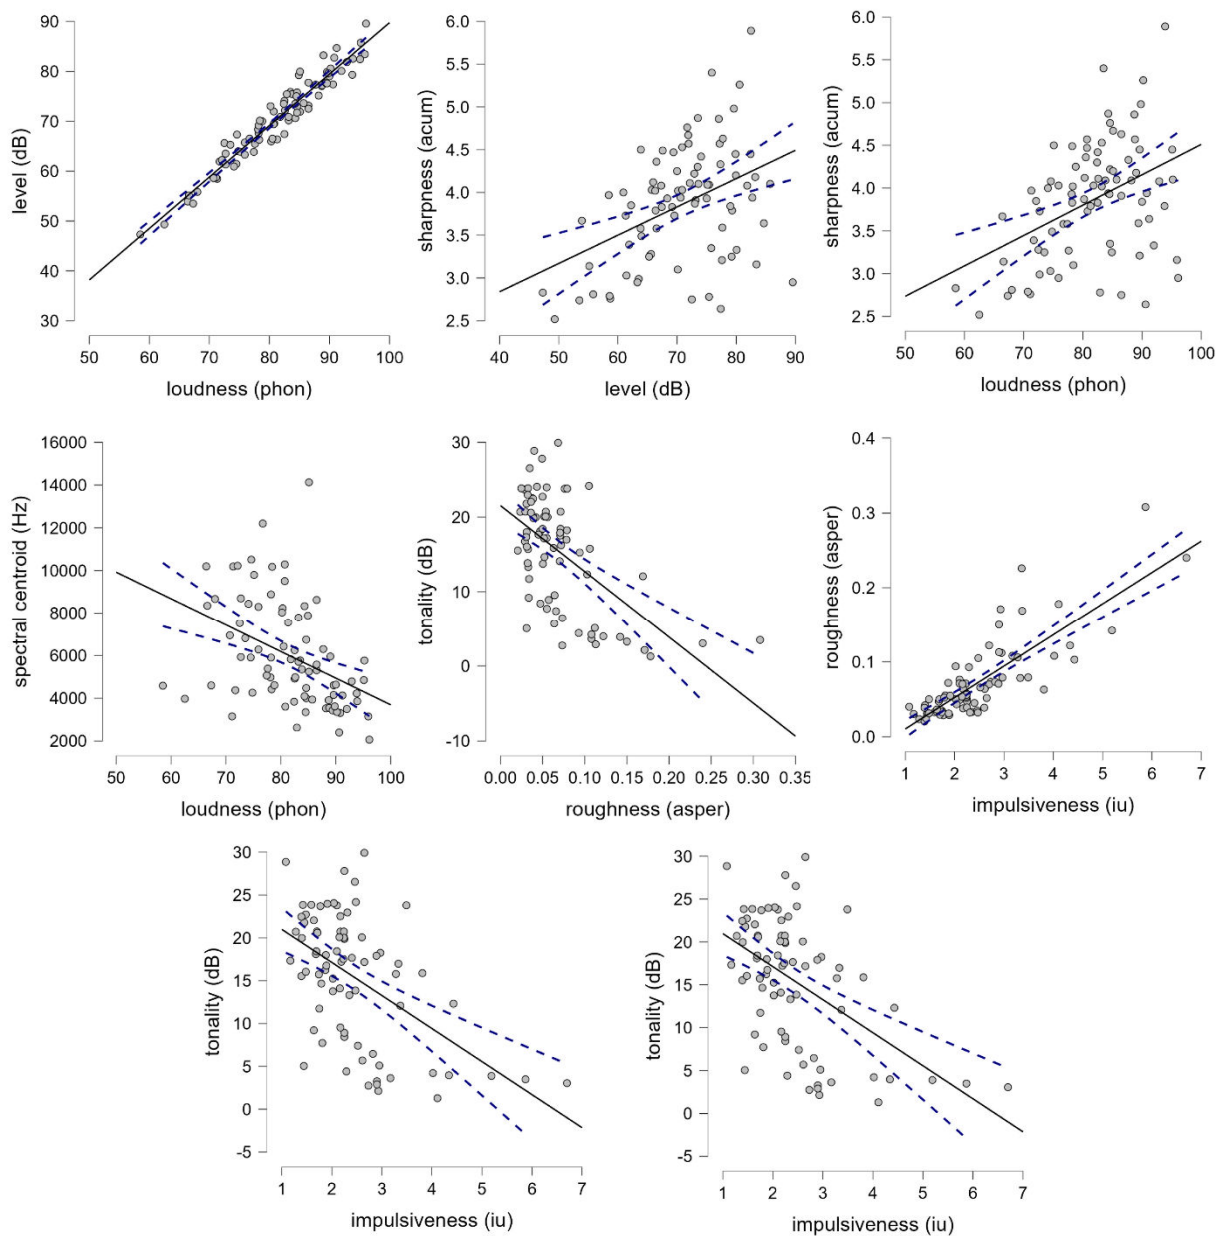 90
80
70
60
50
40
30
level (dB)
50 60 70 80 90 100
loudness (phon)
6.0
5.5
5.0
4.5
4.0
3.5
3.0
2.5
sharpness (acum)
40 50 60 70 80 90
level (dB)
6.0
5.5
5.0
4.5
4.0
3.5
3.0
2.5
sharpness (acum)
50 60 70 80 90 100
loudness (phon)
16000
14000
12000
10000
8000
6000
4000
2000
spectral centroid (Hz)
50 60 70 80 90 100
loudness (phon)
30
20
10
0
-10
tonality (dB)
0.00 0.05 0.10 0.15 0.20 0.25 0.30 0.35
roughness (asper)
0.4
0.3
0.2
0.1
0.0
roughness (asper)
1 2 3 4 5 6 7
impulsiveness (iu)
30
25
20
15
10
5
0
-5
tonality (dB)
1 2 3 4 5 6 7
impulsiveness (iu)
30
25
20
15
10
5
0
-5
tonality (dB)
1 2 3 4 5 6 7
impulsiveness (iu)